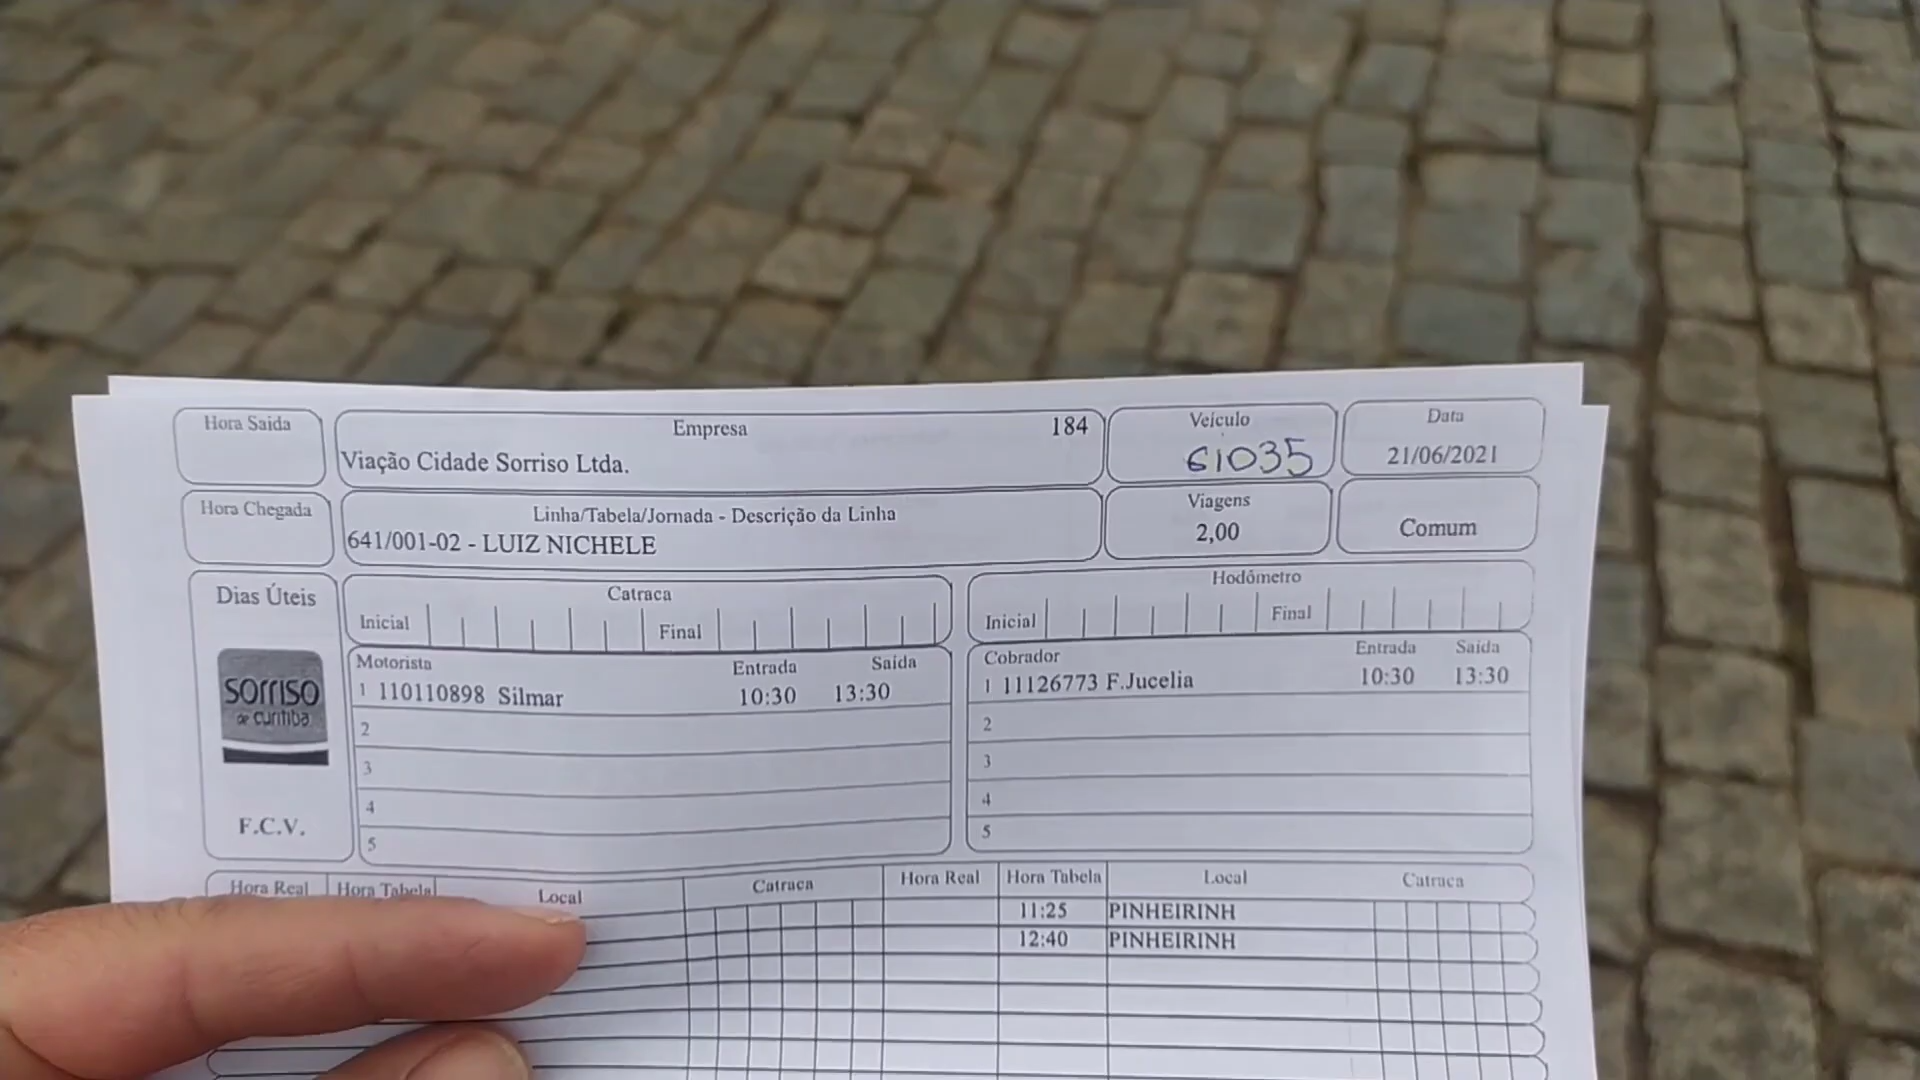 Hora Saída
Empresa 184
Viação Cidade Sorriso Ltda.
Veículo
61035
Data
21/06/2021
Hora Chegada
Linha/Tabela/Jornada - Descrição da Linha
641/001-02 - LUIZ NICHELE
Viagens
2,00
Comum
Dias Úteis
sorriso
de curitiba
F.C.V.
Catraca
Inicial Final
Hodômetro
Inicial Final
Motorista Entrada Saída
1 110110898 Silmar 10:30 13:30
2
3
4
5
Cobrador Entrada Saída
1 11126773 F.Jucelia 10:30 13:30
2
3
4
5
Hora Real Hora Tabela Local Catraca Hora Real Hora Tabela Local Catraca
11:25 PINHEIRINH
12:40 PINHEIRINH